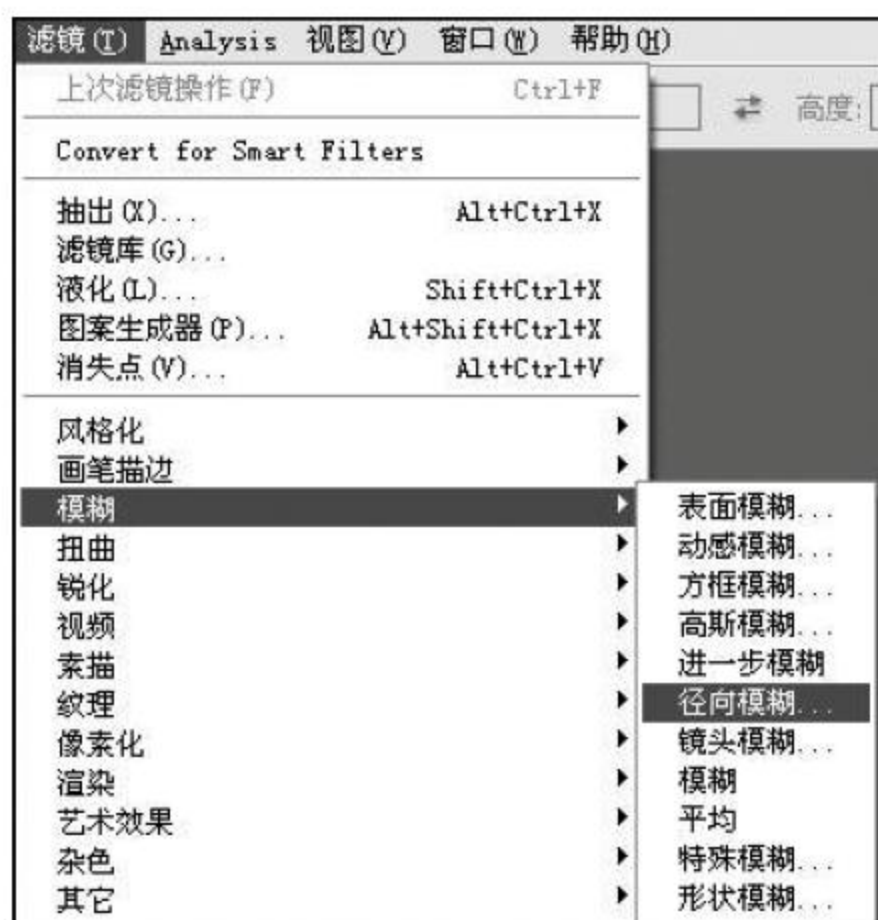 滤镜(T) Analysis 视图(V) 窗口(W) 帮助(H)
上次滤镜操作(F) Ctrl+F
高度:
Convert for Smart Filters
抽出(X)... Alt+Ctrl+X
滤镜库(G)...
液化(L)... Shift+Ctrl+X
图案生成器(P)... Alt+Shift+Ctrl+X
消失点(V)... Alt+Ctrl+V
风格化
画笔描边
模糊
扭曲
锐化
视频
素描
纹理
像素化
渲染
艺术效果
杂色
其它
表面模糊...
动感模糊...
方框模糊...
高斯模糊...
进一步模糊
径向模糊...
镜头模糊...
模糊
平均
特殊模糊...
形状模糊...